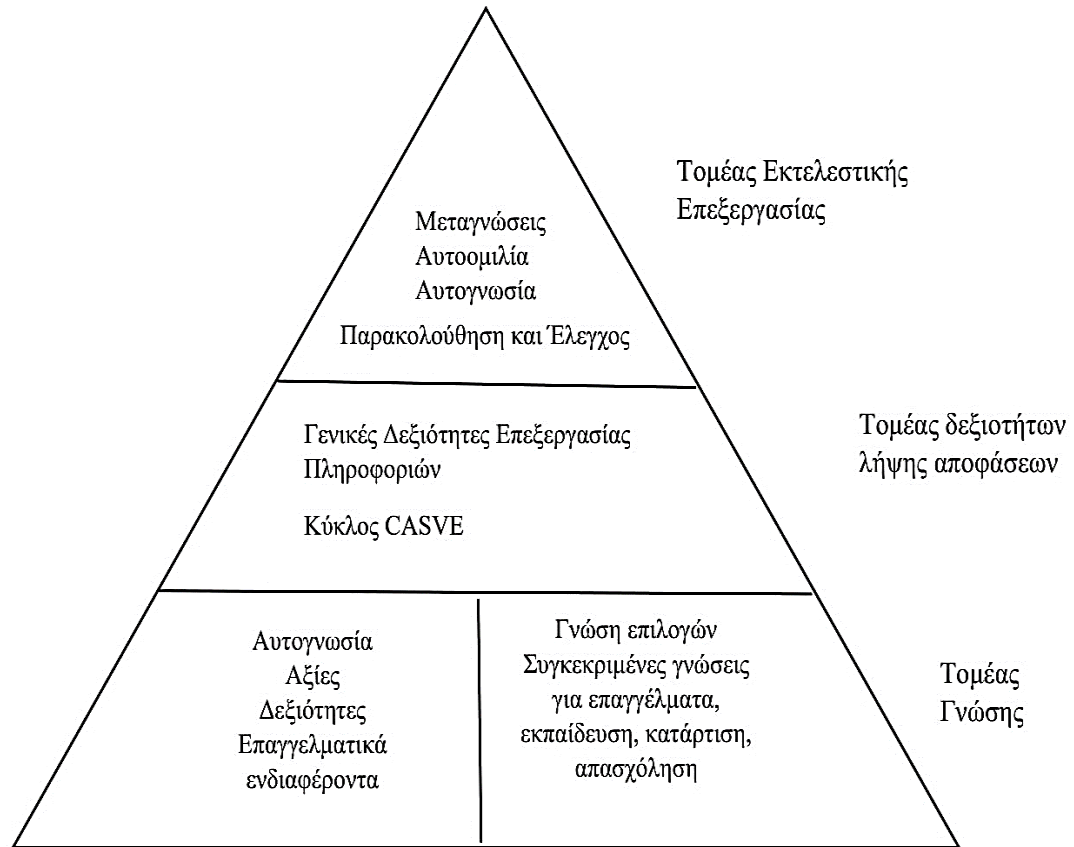 Τομέας Εκτελεστικής
Επεξεργασίας
Μεταγνώσεις
Αυτοομιλία
Αυτογνωσία
Παρακολούθηση και Έλεγχος
Γενικές Δεξιότητες Επεξεργασίας
Πληροφοριών
Κύκλος CASVE
Τομέας δεξιοτήτων
λήψης αποφάσεων
Αυτογνωσία
Αξίες
Δεξιότητες
Επαγγελματικά
ενδιαφέροντα
Γνώση επιλογών
Συγκεκριμένες γνώσεις
για επαγγέλματα,
εκπαίδευση, κατάρτιση,
απασχόληση
Τομέας
Γνώσης